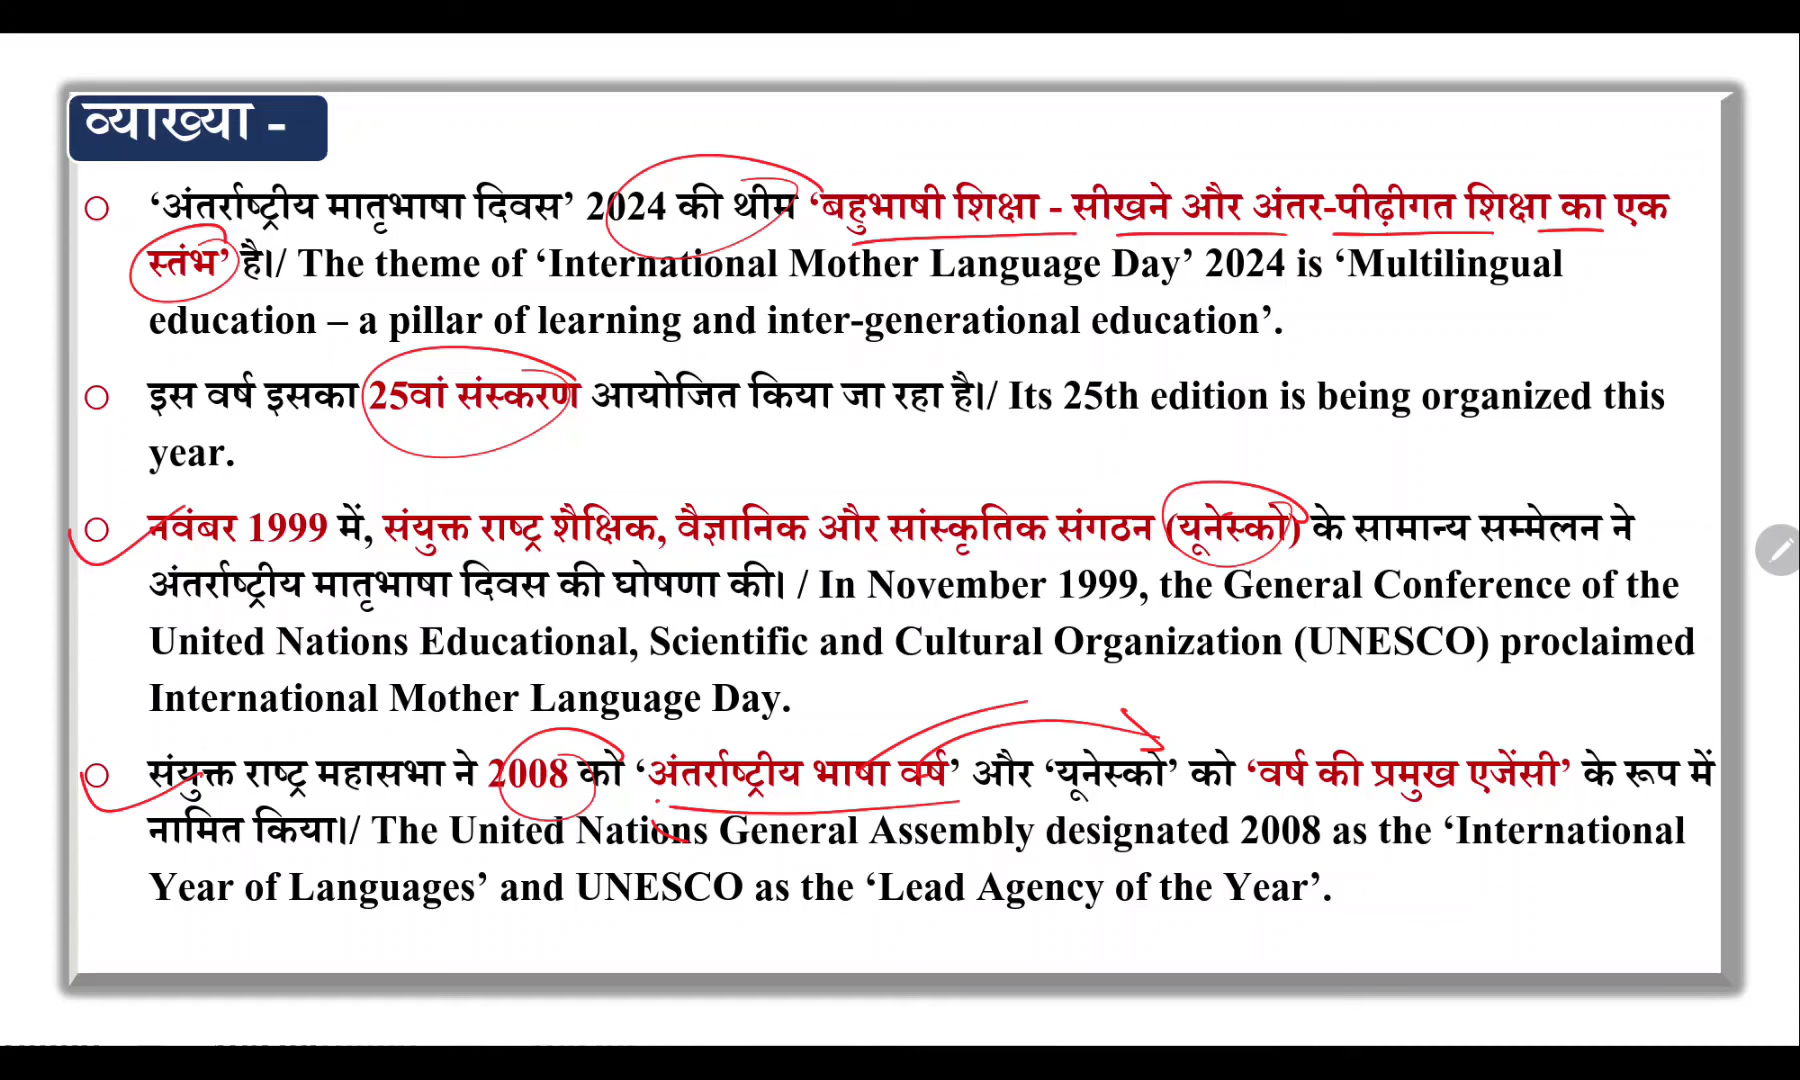 व्याख्या -
‘अंतर्राष्ट्रीय मातृभाषा दिवस’ 2024 की थीम ‘बहुभाषी शिक्षा - सीखने और अंतर-पीढ़ीगत शिक्षा का एक
स्तंभ’ है।/ The theme of ‘International Mother Language Day’ 2024 is ‘Multilingual
education – a pillar of learning and inter-generational education’.
इस वर्ष इसका 25वां संस्करण आयोजित किया जा रहा है।/ Its 25th edition is being organized this
year.
नवंबर 1999 में, संयुक्त राष्ट्र शैक्षिक, वैज्ञानिक और सांस्कृतिक संगठन (यूनेस्को) के सामान्य सम्मेलन ने
अंतर्राष्ट्रीय मातृभाषा दिवस की घोषणा की। / In November 1999, the General Conference of the
United Nations Educational, Scientific and Cultural Organization (UNESCO) proclaimed
International Mother Language Day.
संयुक्त राष्ट्र महासभा ने 2008 को ‘अंतर्राष्ट्रीय भाषा वर्ष’ और ‘यूनेस्को’ को ‘वर्ष की प्रमुख एजेंसी’ के रूप में
नामित किया।/ The United Nations General Assembly designated 2008 as the ‘International
Year of Languages’ and UNESCO as the ‘Lead Agency of the Year’.